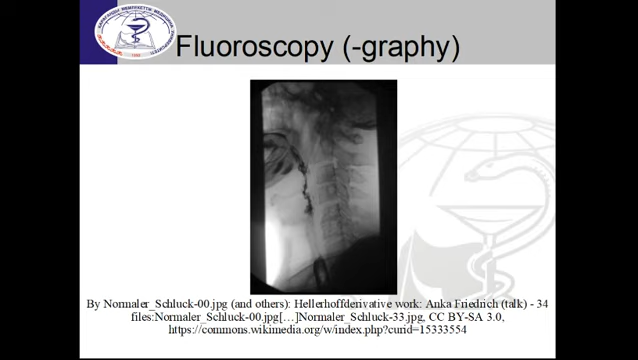 Fluoroscopy (-graphy)
By Normaler_Schluck-00.jpg (and others): Hellerhoffderivative work: Anka Friedrich (talk) - 34
files:Normaler_Schluck-00.jpg[…]Normaler_Schluck-33.jpg, CC BY-SA 3.0,
https://commons.wikimedia.org/w/index.php?curid=15333554